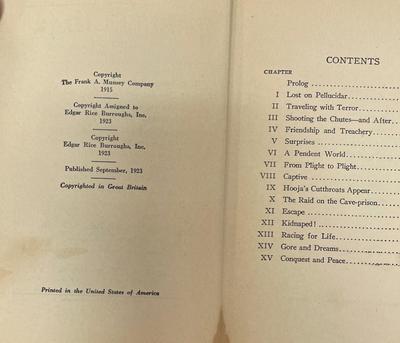 Copyright
The Frank A. Munsey Company
1915
Copyright Assigned to
Edgar Rice Burroughs, Inc.
1923
Copyright
Edgar Rice Burroughs, Inc.
1923
Published September, 1923
Copyrighted in Great Britain
Printed in the United States of America
CONTENTS
CHAPTER
Prolog
I Lost on Pellucidar
II Traveling with Terror
III Shooting the Chutes—and After
IV Friendship and Treachery
V Surprises
VI A Pendent World
VII From Plight to Plight
VIII Captive
IX Hooja's Cutthroats Appear
X The Raid on the Cave-prison
XI Escape
XII Kidnaped!
XIII Racing for Life
XIV Gore and Dreams
XV Conquest and Peace